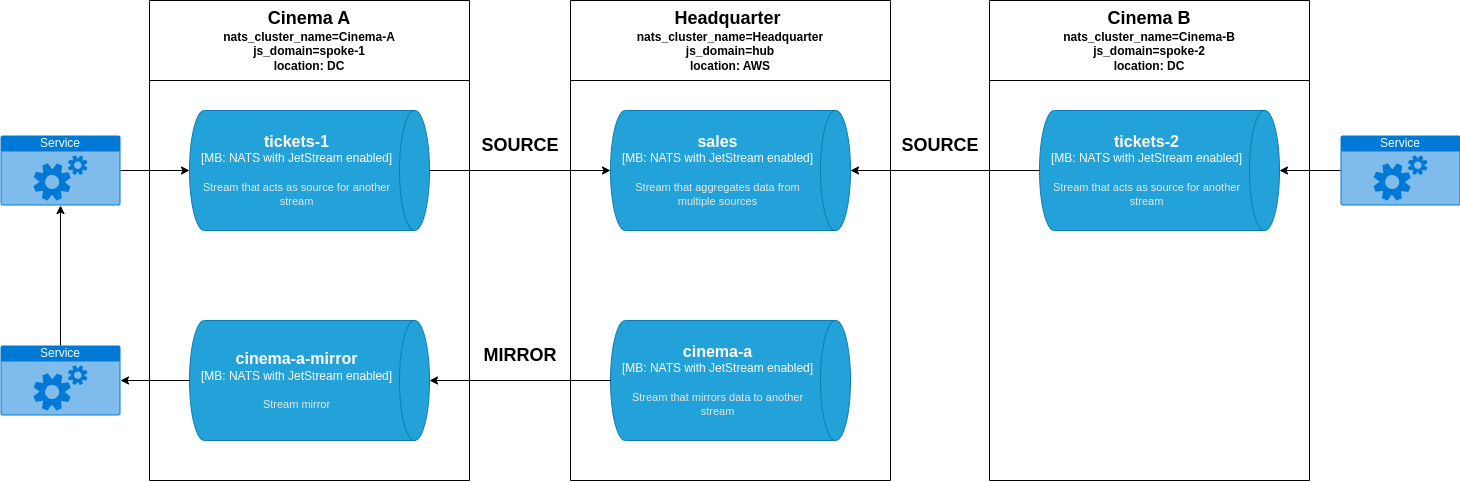 Cinema A
nats_cluster_name=Cinema-A
js_domain=spoke-1
location: DC
Headquarter
nats_cluster_name=Headquarter
js_domain=hub
location: AWS
Cinema B
nats_cluster_name=Cinema-B
js_domain=spoke-2
location: DC
Service
tickets-1
[MB: NATS with JetStream enabled]
Stream that acts as source for another
stream
SOURCE
sales
[MB: NATS with JetStream enabled]
Stream that aggregates data from
multiple sources
SOURCE
tickets-2
[MB: NATS with JetStream enabled]
Stream that acts as source for another
stream
Service
Service
cinema-a-mirror
[MB: NATS with JetStream enabled]
Stream mirror
MIRROR
cinema-a
[MB: NATS with JetStream enabled]
Stream that mirrors data to another
stream